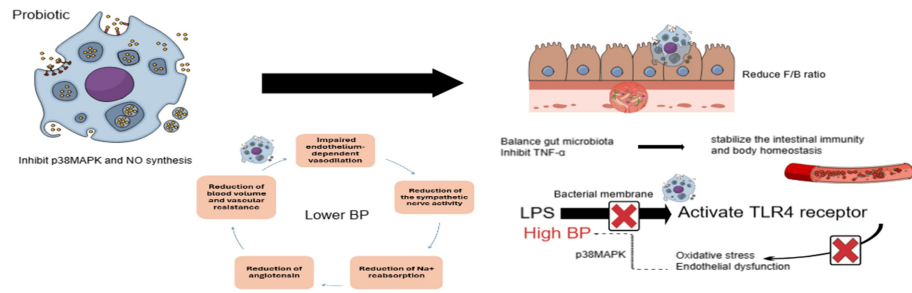 Probiotic
Inhibit p38MAPK and NO synthesis
Impaired
endothelium-
dependent
vasodilation
Reduction of
the sympathetic
nerve activity
Reduction of Na+
reabsorption
Reduction of
angiotensin
Reduction of
blood volume
and vascular
resistance
Lower BP
Reduce F/B ratio
Balance gut microbiota
Inhibit TNF-α
stabilize the intestinal immunity
and body homeostasis
Bacterial membrane
LPS
Activate TLR4 receptor
High BP
p38MAPK
Oxidative stress
Endothelial dysfunction